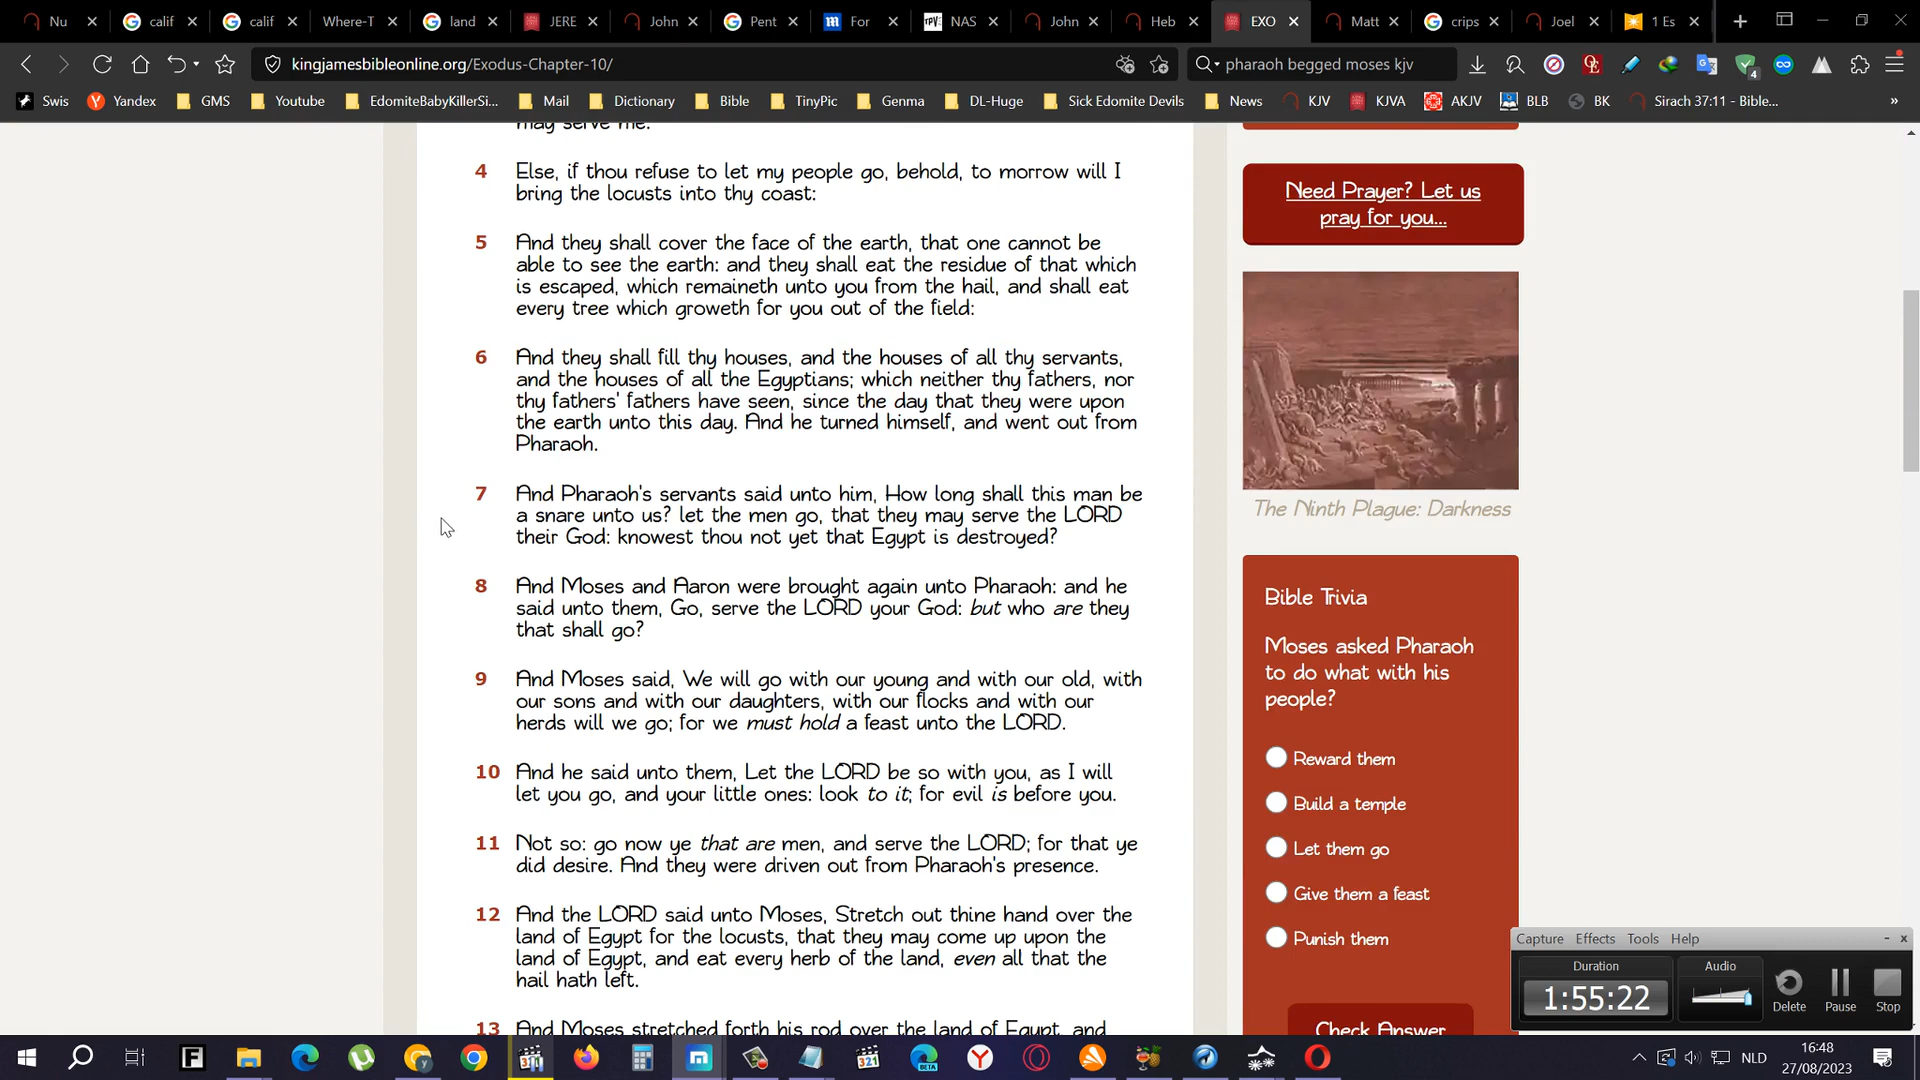 Nu calif calif Where-T land JERE John Pent For NAS John Heb EXO Matt crips Joel 1 Es
kingjamesbibleonline.org/Exodus-Chapter-10/ pharaoh begged moses kjv
Swis Yandex GMS Youtube EdomiteBabyKillerSi... Mail Dictionary Bible TinyPic Genma DL-Huge Sick Edomite Devils News KJV KJVA AKJV BLB BK Sirach 37:11 - Bible... »
may serve me.
4 Else, if thou refuse to let my people go, behold, to morrow will I
bring the locusts into thy coast:
5 And they shall cover the face of the earth, that one cannot be
able to see the earth: and they shall eat the residue of that which
is escaped, which remaineth unto you from the hail, and shall eat
every tree which groweth for you out of the field:
6 And they shall fill thy houses, and the houses of all thy servants,
and the houses of all the Egyptians; which neither thy fathers, nor
thy fathers' fathers have seen, since the day that they were upon
the earth unto this day. And he turned himself, and went out from
Pharaoh.
7 And Pharaoh's servants said unto him, How long shall this man be
a snare unto us? let the men go, that they may serve the LORD
their God: knowest thou not yet that Egypt is destroyed?
8 And Moses and Aaron were brought again unto Pharaoh: and he
said unto them, Go, serve the LORD your God: but who are they
that shall go?
9 And Moses said, We will go with our young and with our old, with
our sons and with our daughters, with our flocks and with our
herds will we go; for we must hold a feast unto the LORD.
10 And he said unto them, Let the LORD be so with you, as I will
let you go, and your little ones: look to it; for evil is before you.
11 Not so: go now ye that are men, and serve the LORD; for that ye
did desire. And they were driven out from Pharaoh's presence.
12 And the LORD said unto Moses, Stretch out thine hand over the
land of Egypt for the locusts, that they may come up upon the
land of Egypt, and eat every herb of the land, even all that the
hail hath left.
13 And Moses stretched forth his rod over the land of Egypt, and
Need Prayer? Let us
pray for you...
The Ninth Plague: Darkness
Bible Trivia
Moses asked Pharaoh
to do what with his
people?
Reward them
Build a temple
Let them go
Give them a feast
Punish them
Check Answer
Capture Effects Tools Help
Duration Audio
1:55:22
Delete Pause Stop
NLD
16:48
27/08/2023